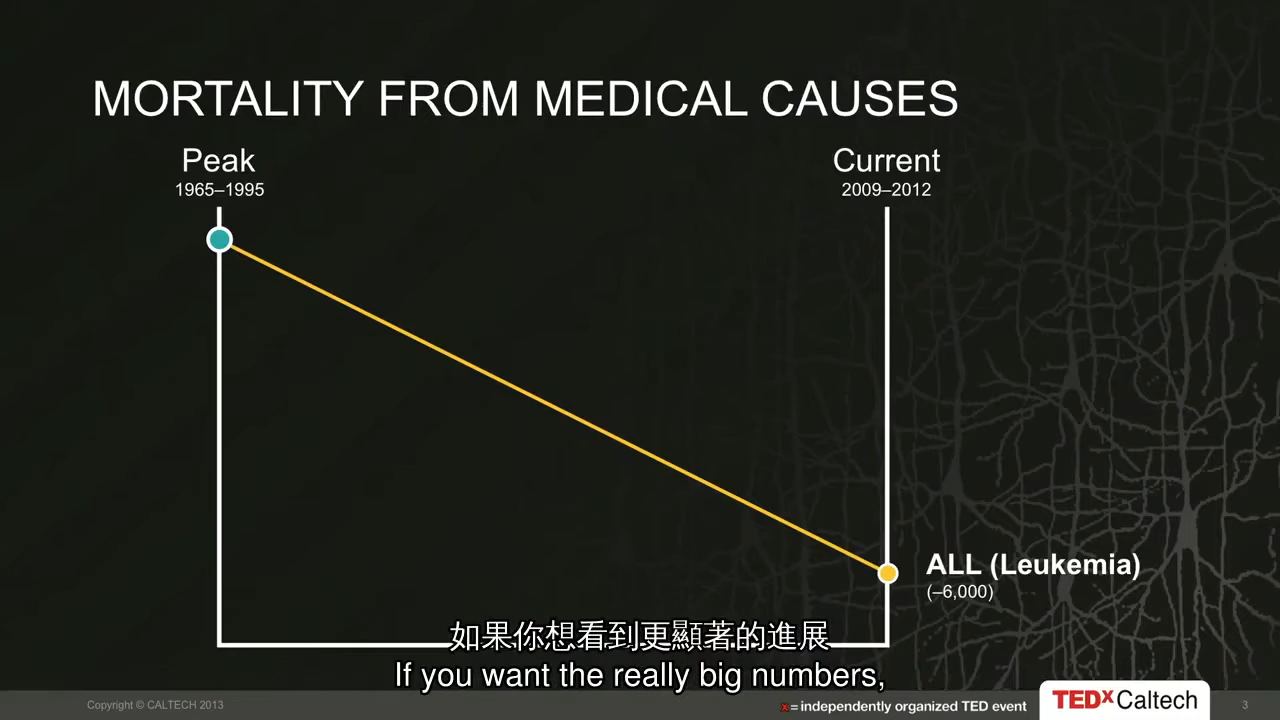 MORTALITY FROM MEDICAL CAUSES
Peak
1965–1995
Current
2009–2012
ALL (Leukemia)
(–6,000)
如果你想看到更顯著的進展
If you want the really big numbers,
Copyright © CALTECH 2013
x = independently organized TED event
TEDxCaltech
3